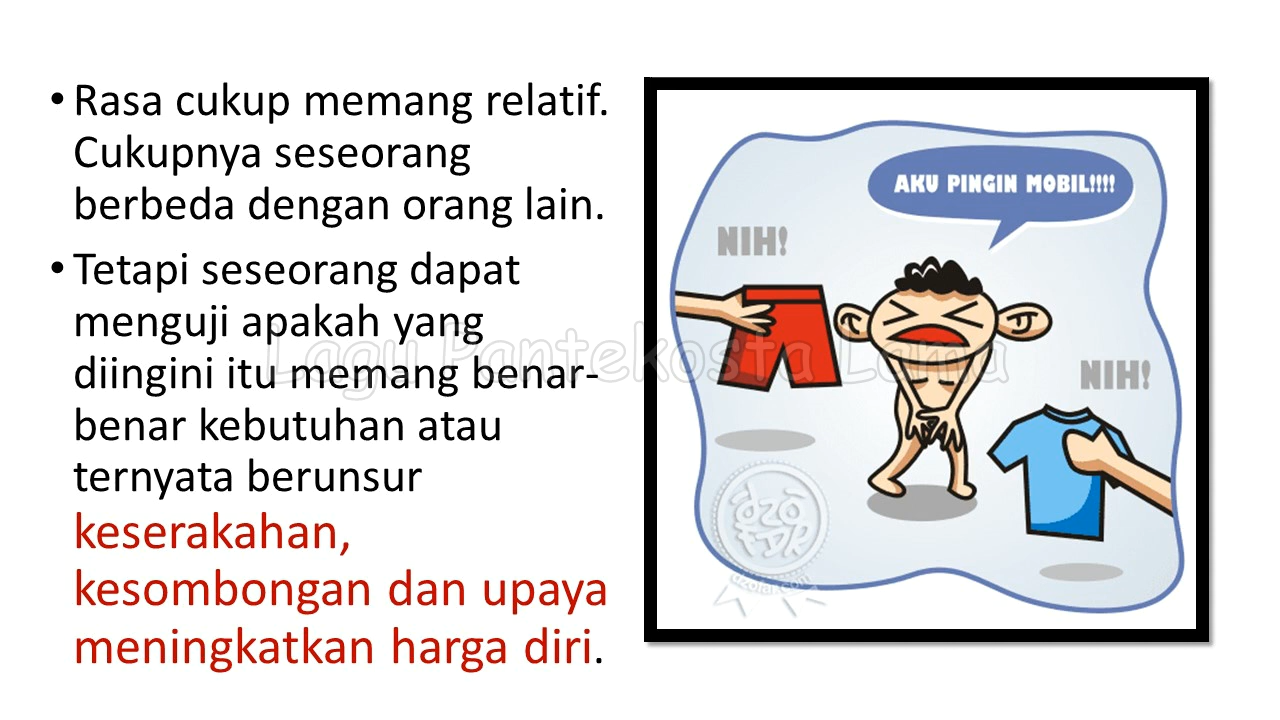 • Rasa cukup memang relatif.
Cukupnya seseorang
berbeda dengan orang lain.
• Tetapi seseorang dapat
menguji apakah yang
diingini itu memang benar-
benar kebutuhan atau
ternyata berunsur
keserakahan,
kesombongan dan upaya
meningkatkan harga diri.
AKU PINGIN MOBIL!!!!
NIH!
NIH!
Lagu Pantekosta Lama
dzofar.com